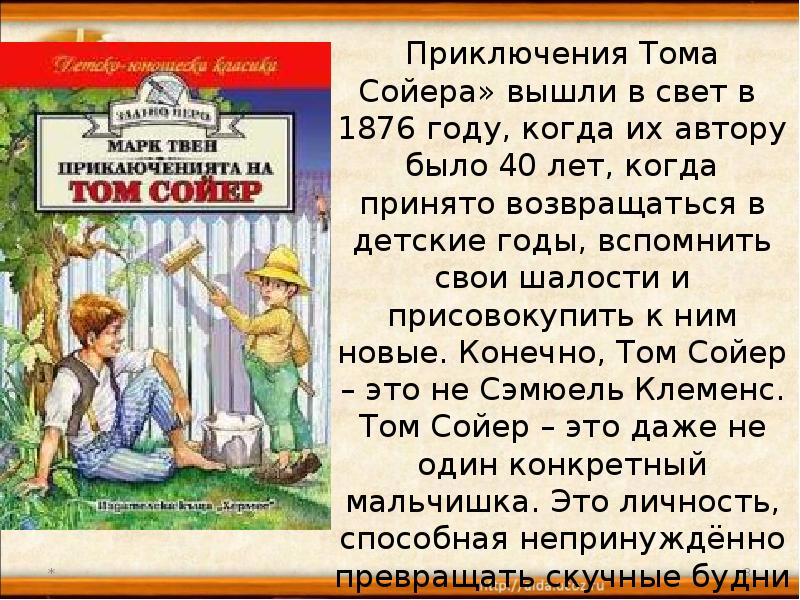 Детско-юношески класики
ЗЛАТНО ПЕРО
МАРК ТВЕН
ПРИКЛЮЧЕНИЯТА НА
ТОМ СОЙЕР
Издателска къща „Хермес“
Приключения Тома
Сойера» вышли в свет в
1876 году, когда их автору
было 40 лет, когда
принято возвращаться в
детские годы, вспомнить
свои шалости и
присовокупить к ним
новые. Конечно, Том Сойер
– это не Сэмюель Клеменс.
Том Сойер – это даже не
один конкретный
мальчишка. Это личность,
способная непринуждённо
превращать скучные будни
*